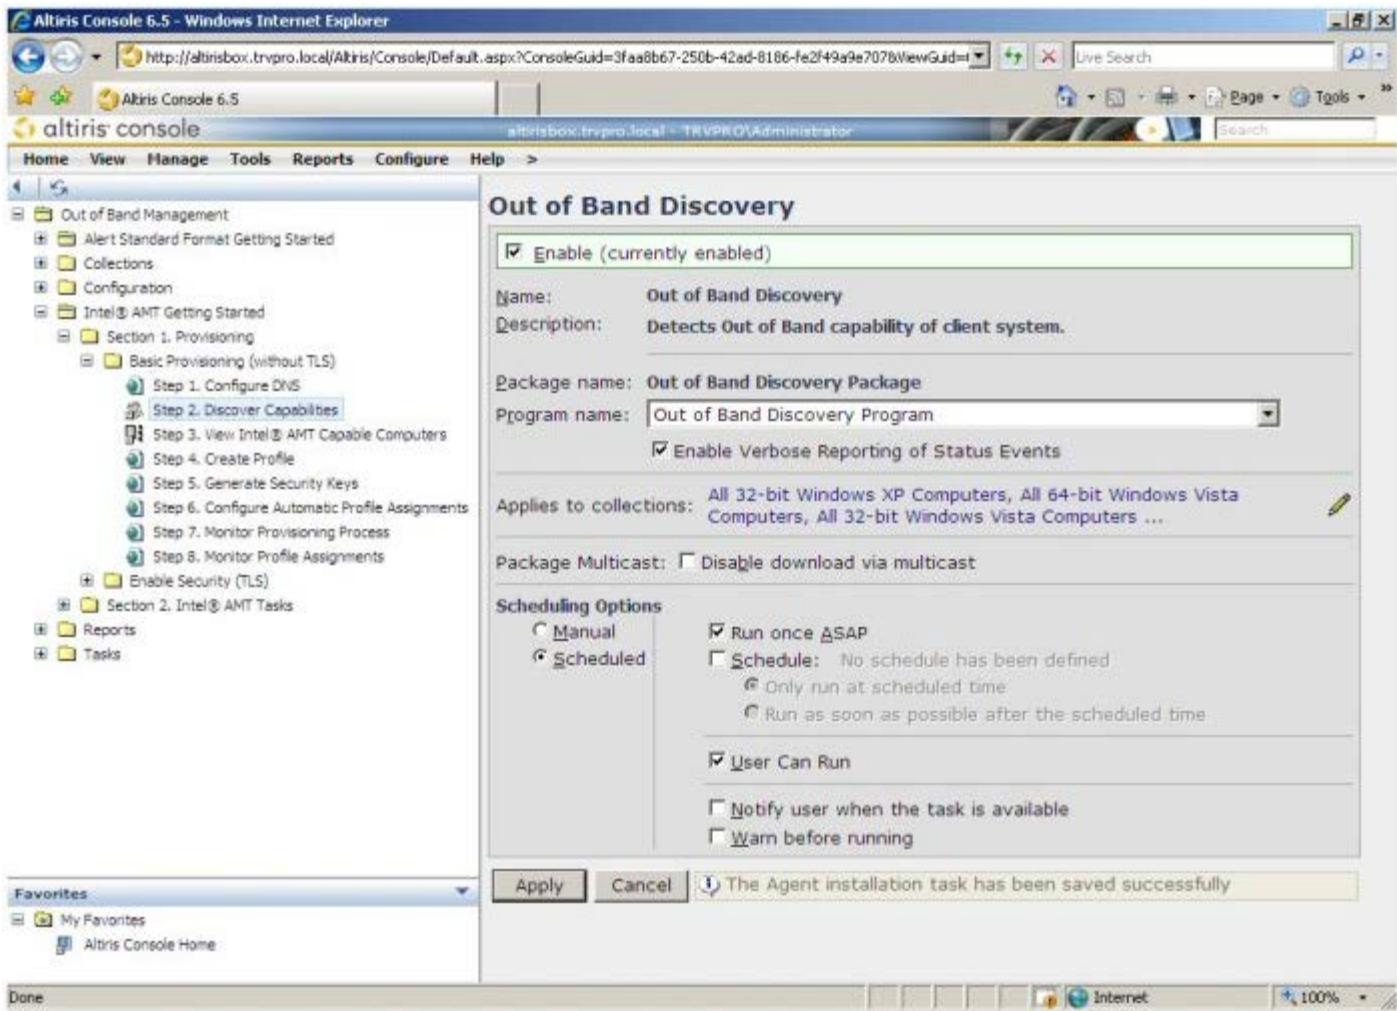 Altiris Console 6.5 - Windows Internet Explorer
http://altirisbox.trvpro.local/Altiris/Console/Default.aspx?ConsoleGuid=3faa8b67-250b-42ad-8186-fe2f49a9e707&ViewGuid=
Live Search
Altiris Console 6.5
Page
Tools
altiris console
altirisbox.trvpro.local - TRVPRO\Administrator
Search
Home View Manage Tools Reports Configure Help >
Out of Band Management
Alert Standard Format Getting Started
Collections
Configuration
Intel® AMT Getting Started
Section 1. Provisioning
Basic Provisioning (without TLS)
Step 1. Configure DNS
Step 2. Discover Capabilities
Step 3. View Intel® AMT Capable Computers
Step 4. Create Profile
Step 5. Generate Security Keys
Step 6. Configure Automatic Profile Assignments
Step 7. Monitor Provisioning Process
Step 8. Monitor Profile Assignments
Enable Security (TLS)
Section 2. Intel® AMT Tasks
Reports
Tasks
Favorites
My Favorites
Altiris Console Home
Out of Band Discovery
Enable (currently enabled)
Name: Out of Band Discovery
Description: Detects Out of Band capability of client system.
Package name: Out of Band Discovery Package
Program name: Out of Band Discovery Program
Enable Verbose Reporting of Status Events
Applies to collections: All 32-bit Windows XP Computers, All 64-bit Windows Vista
Computers, All 32-bit Windows Vista Computers ...
Package Multicast: Disable download via multicast
Scheduling Options
Manual
Scheduled
Run once ASAP
Schedule: No schedule has been defined
Only run at scheduled time
Run as soon as possible after the scheduled time
User Can Run
Notify user when the task is available
Warn before running
Apply
Cancel
The Agent installation task has been saved successfully
Done
Internet
100%